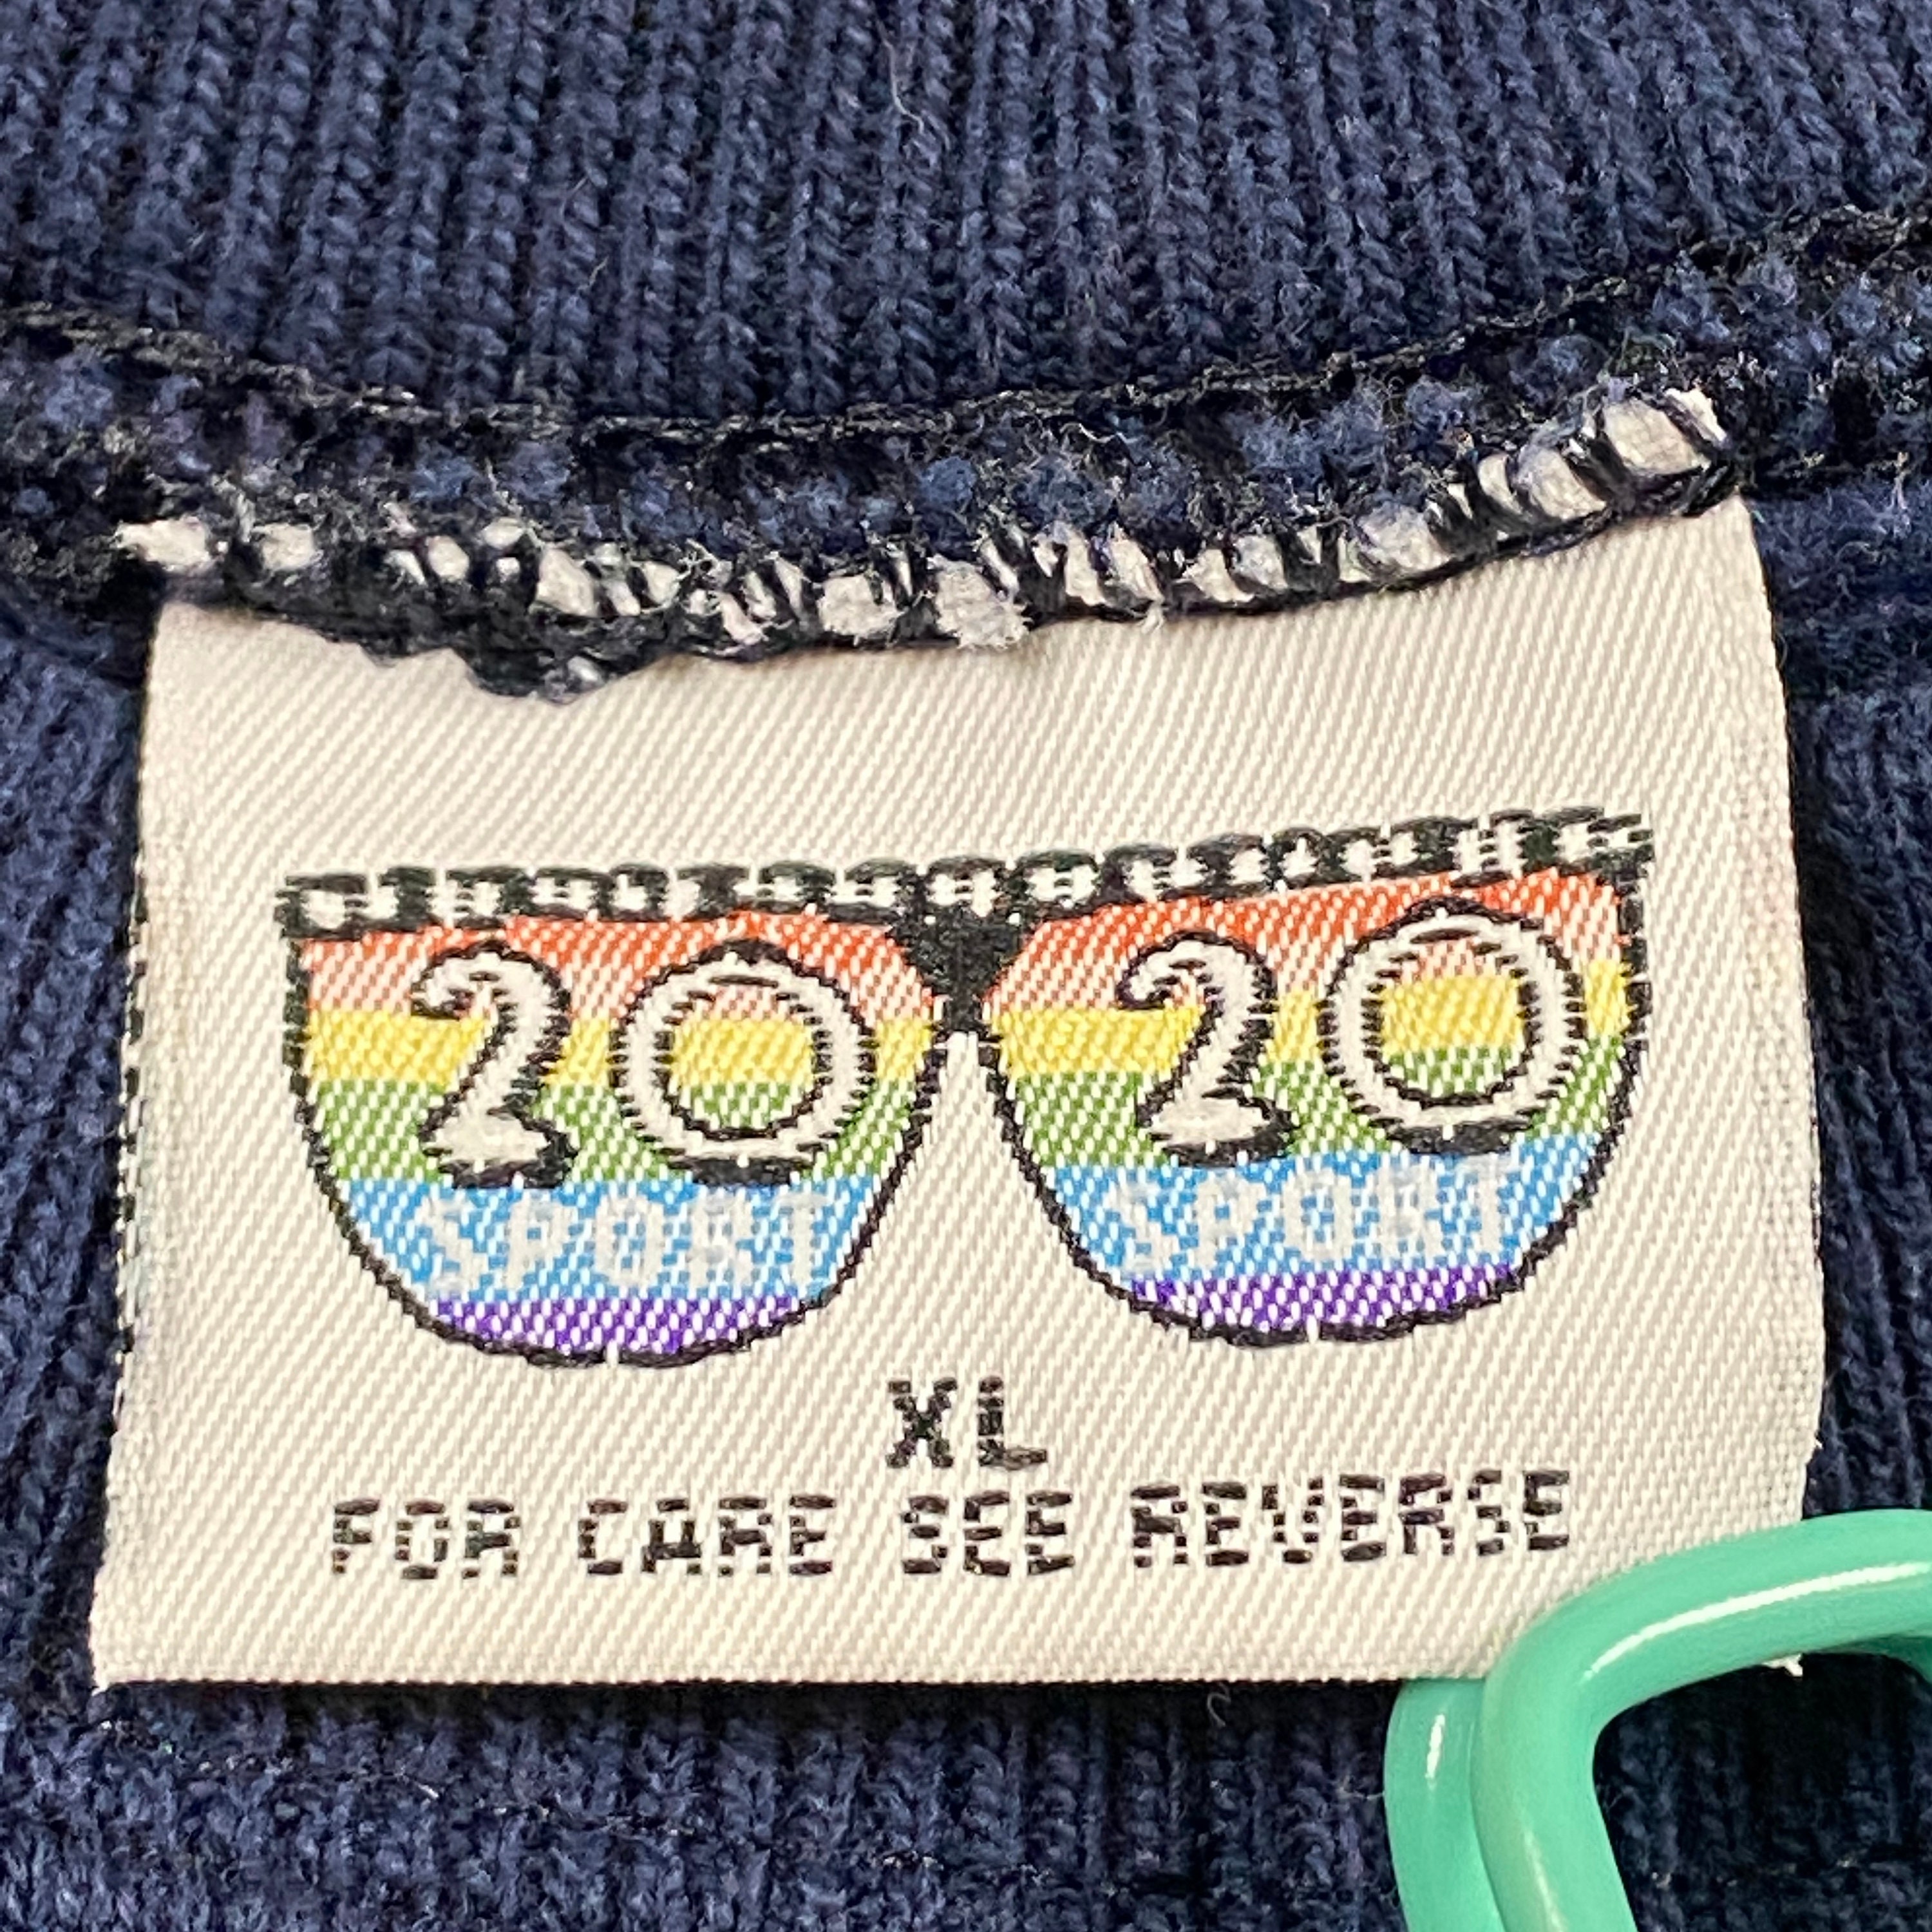 20 20
SPORT SPORT
XL
FOR CARE SEE REVERSE